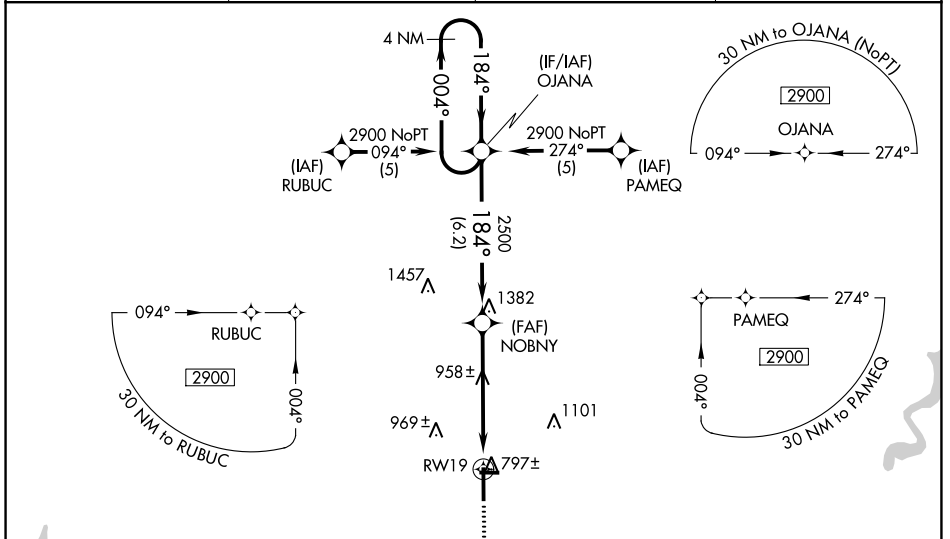 4 NM
184°
004°
(IF/IAF)
OJANA
30 NM to OJANA (NoPT)
2900
OJANA
094°
274°
2900 NoPT
094°
(5)
(IAF)
RUBUC
2900 NoPT
274°
(5)
(IAF)
PAMEQ
2500
184°
(6.2)
1457
1382
(FAF)
NOBNY
094°
RUBUC
2900
004°
30 NM to RUBUC
274°
PAMEQ
2900
004°
30 NM to PAMEQ
958±
969±
1101
RW19
797±